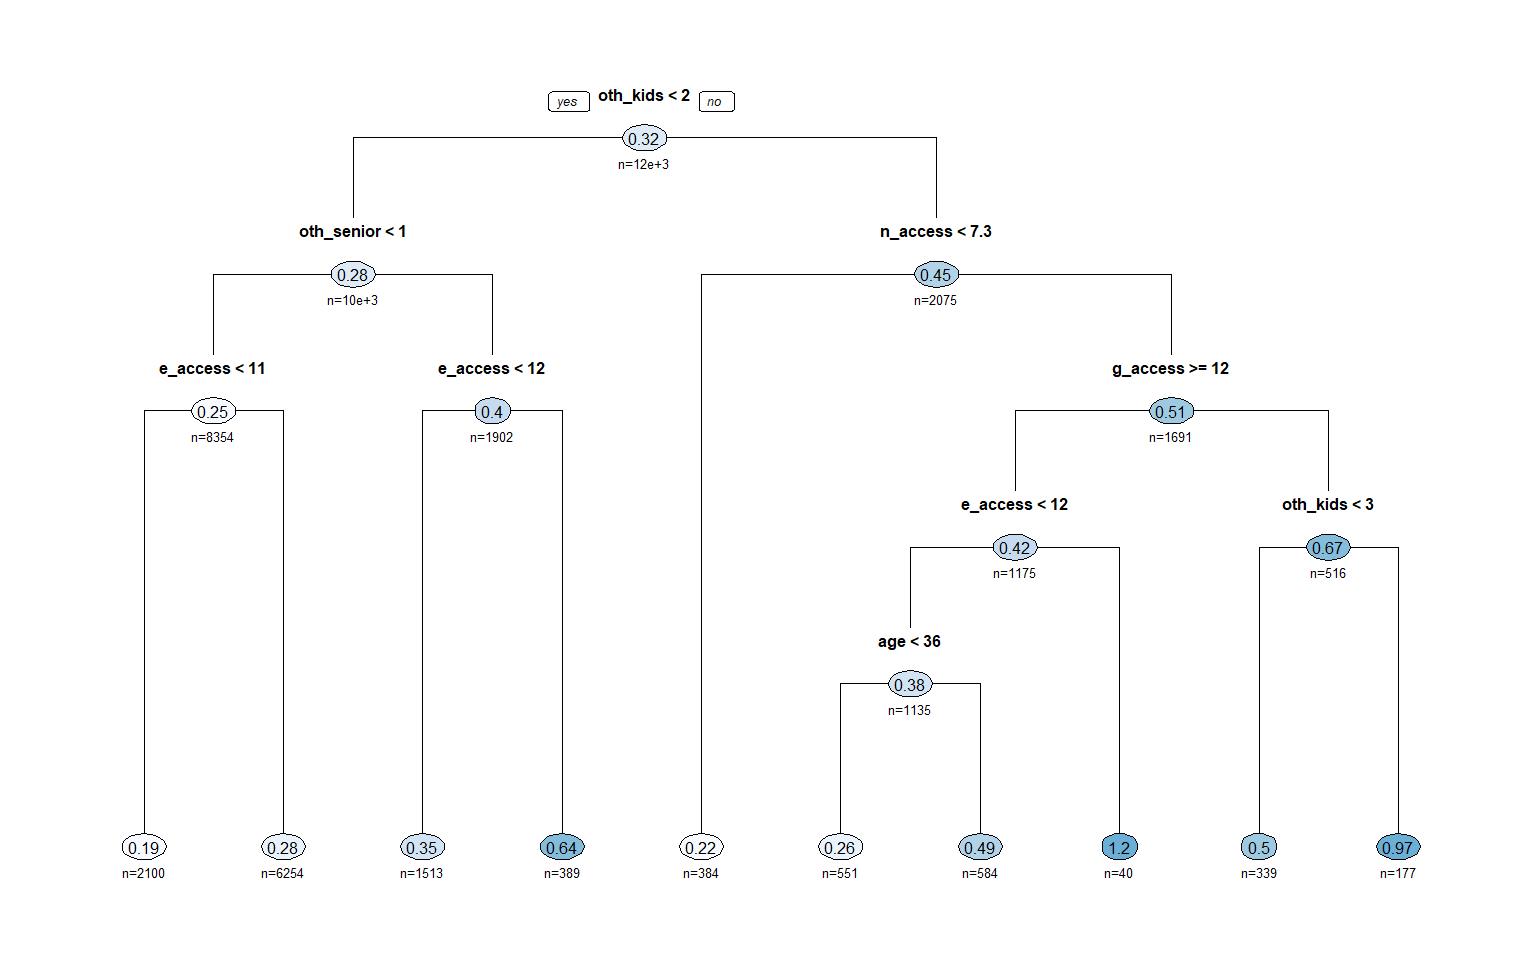 yes oth_kids < 2 no
0.32
n=12e+3
oth_senior < 1 n_access < 7.3
0.28 0.45
n=10e+3 n=2075
e_access < 11 e_access < 12 g_access >= 12
0.25 0.4 0.51
n=8354 n=1902 n=1691
e_access < 12 oth_kids < 3
0.42 0.67
n=1175 n=516
age < 36
0.38
n=1135
0.19 0.28 0.35 0.64 0.22 0.26 0.49 1.2 0.5 0.97
n=2100 n=6254 n=1513 n=389 n=384 n=551 n=584 n=40 n=339 n=177